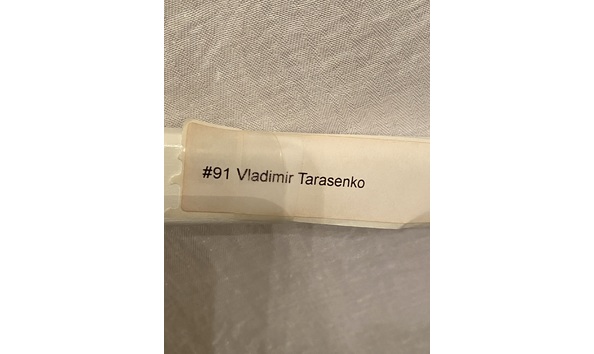 #91 Vladimir Tarasenko